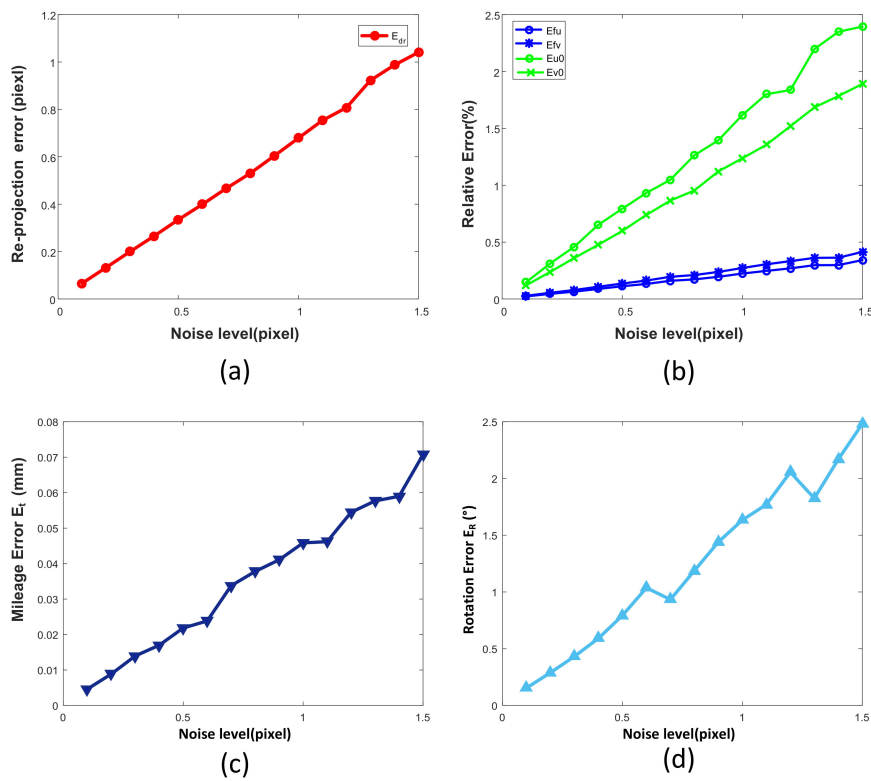 Re-projection error (piexl)
1.2
1
0.8
0.6
0.4
0.2
0
0
0.5
1
1.5
E_dr
Noise level(pixel)
(a)
Relative Error(%)
2.5
2
1.5
1
0.5
0
0
0.5
1
1.5
Efu
Efv
Eu0
Ev0
Noise level(pixel)
(b)
Mileage Error E_t (mm)
0.08
0.07
0.06
0.05
0.04
0.03
0.02
0.01
0
0
0.5
1
1.5
Noise level(pixel)
(c)
Rotation Error E_R (°)
2.5
2
1.5
1
0.5
0
0
0.5
1
1.5
Noise level(pixel)
(d)